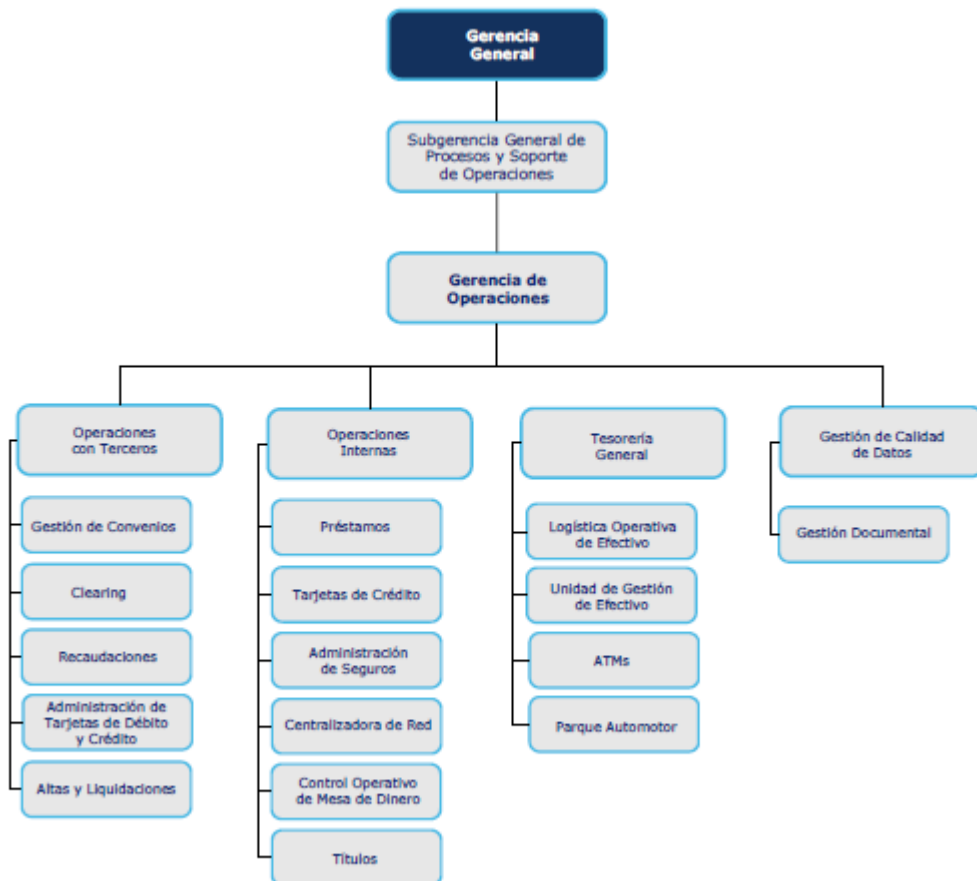 Gerencia
General
Subgerencia General de
Procesos y Soporte
de Operaciones
Gerencia de
Operaciones
Operaciones
con Terceros
Gestión de Convenios
Clearing
Recaudaciones
Administración de
Tarjetas de Débito
y Crédito
Altas y Liquidaciones
Operaciones
Internas
Préstamos
Tarjetas de Crédito
Administración
de Seguros
Centralizadora de Red
Control Operativo
de Mesa de Dinero
Títulos
Tesorería
General
Logística Operativa
de Efectivo
Unidad de Gestión
de Efectivo
ATMs
Parque Automotor
Gestión de Calidad
de Datos
Gestión Documental